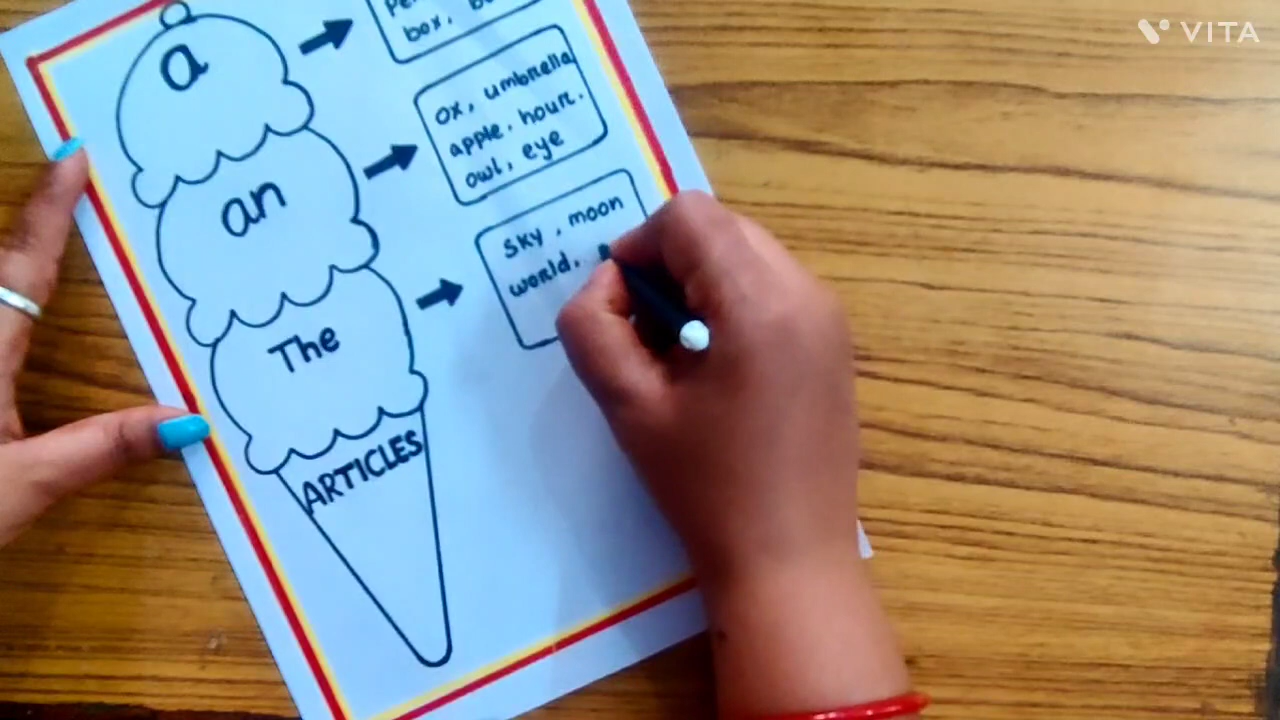 a
box,
an
ox, umbrella
apple, hour.
owl, eye
The
sky, moon
world,
ARTICLES
VITA